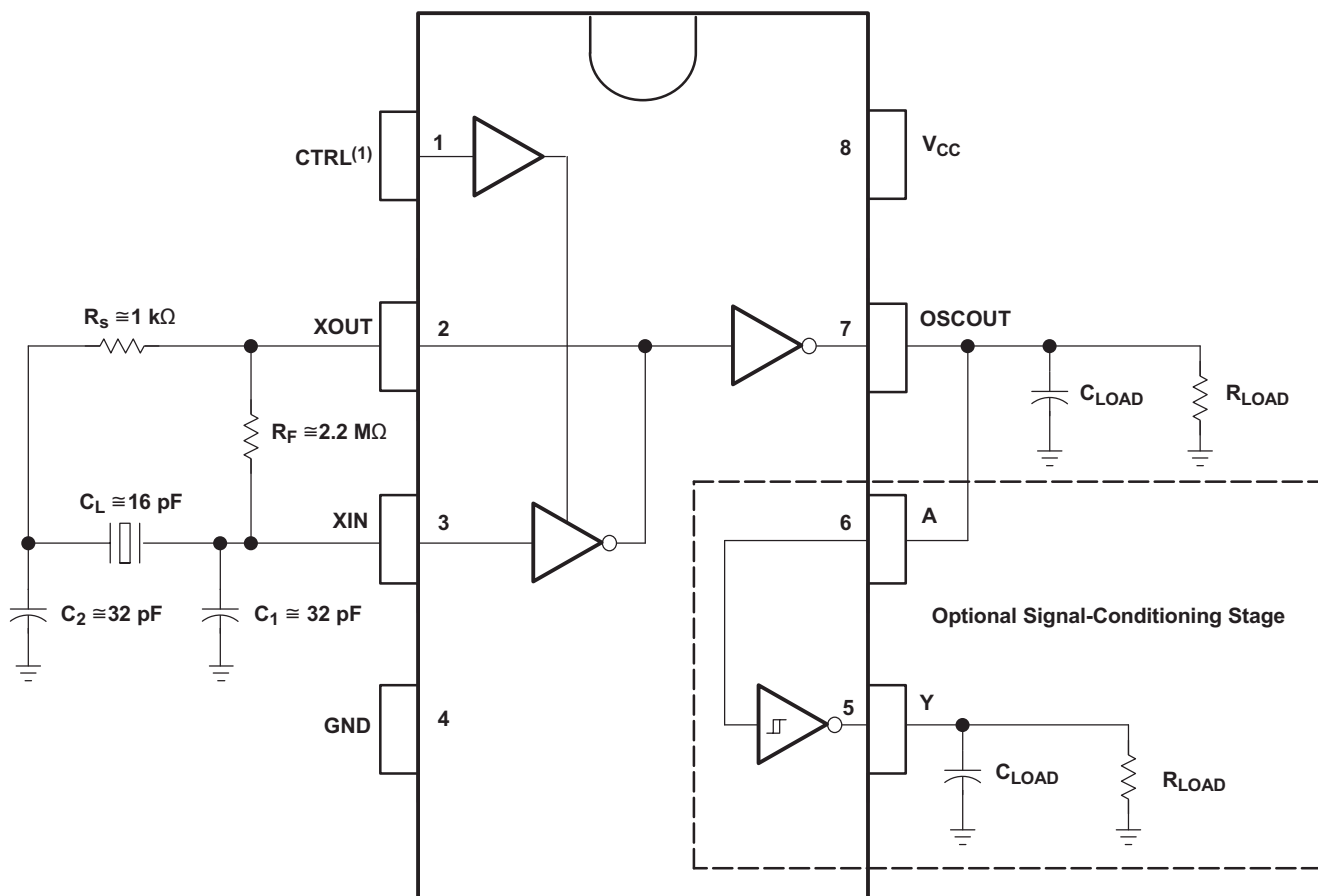 CTRL(1)
1
8
VCC
Rs ≅1 kΩ
XOUT
2
7
OSCOUT
CLOAD
RLOAD
RF ≅2.2 MΩ
CL ≅16 pF
XIN
3
6
A
C2 ≅32 pF
C1 ≅ 32 pF
Optional Signal-Conditioning Stage
GND
4
5
Y
CLOAD
RLOAD